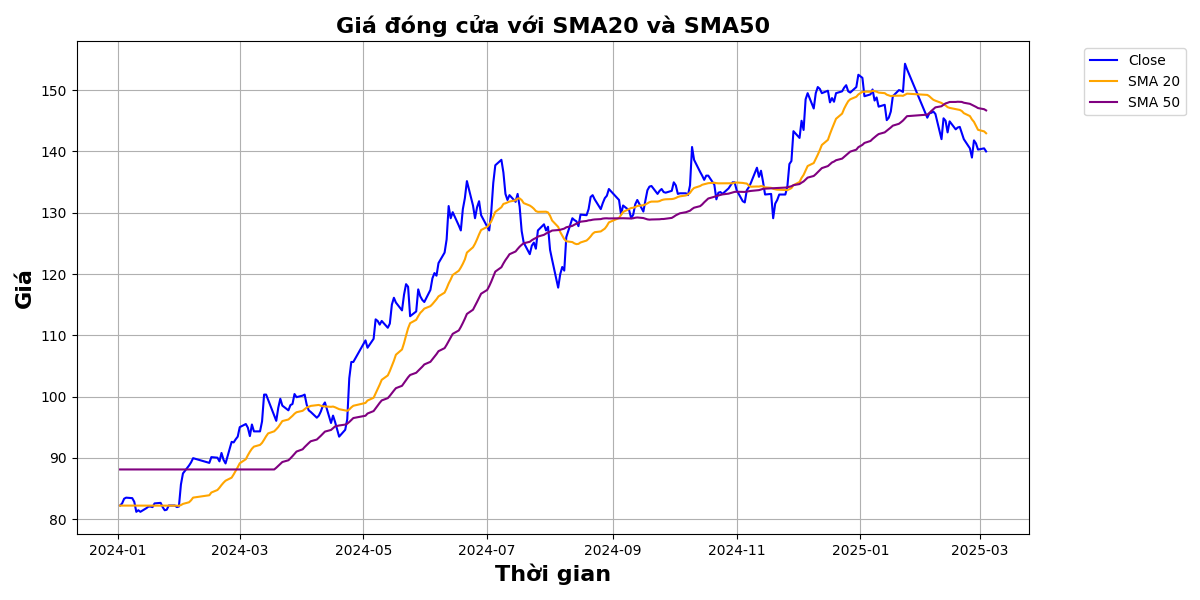 Giá đóng cửa với SMA20 và SMA50
Close
SMA 20
SMA 50
Giá
150
140
130
120
110
100
90
80
2024-01
2024-03
2024-05
2024-07
2024-09
2024-11
2025-01
2025-03
Thời gian